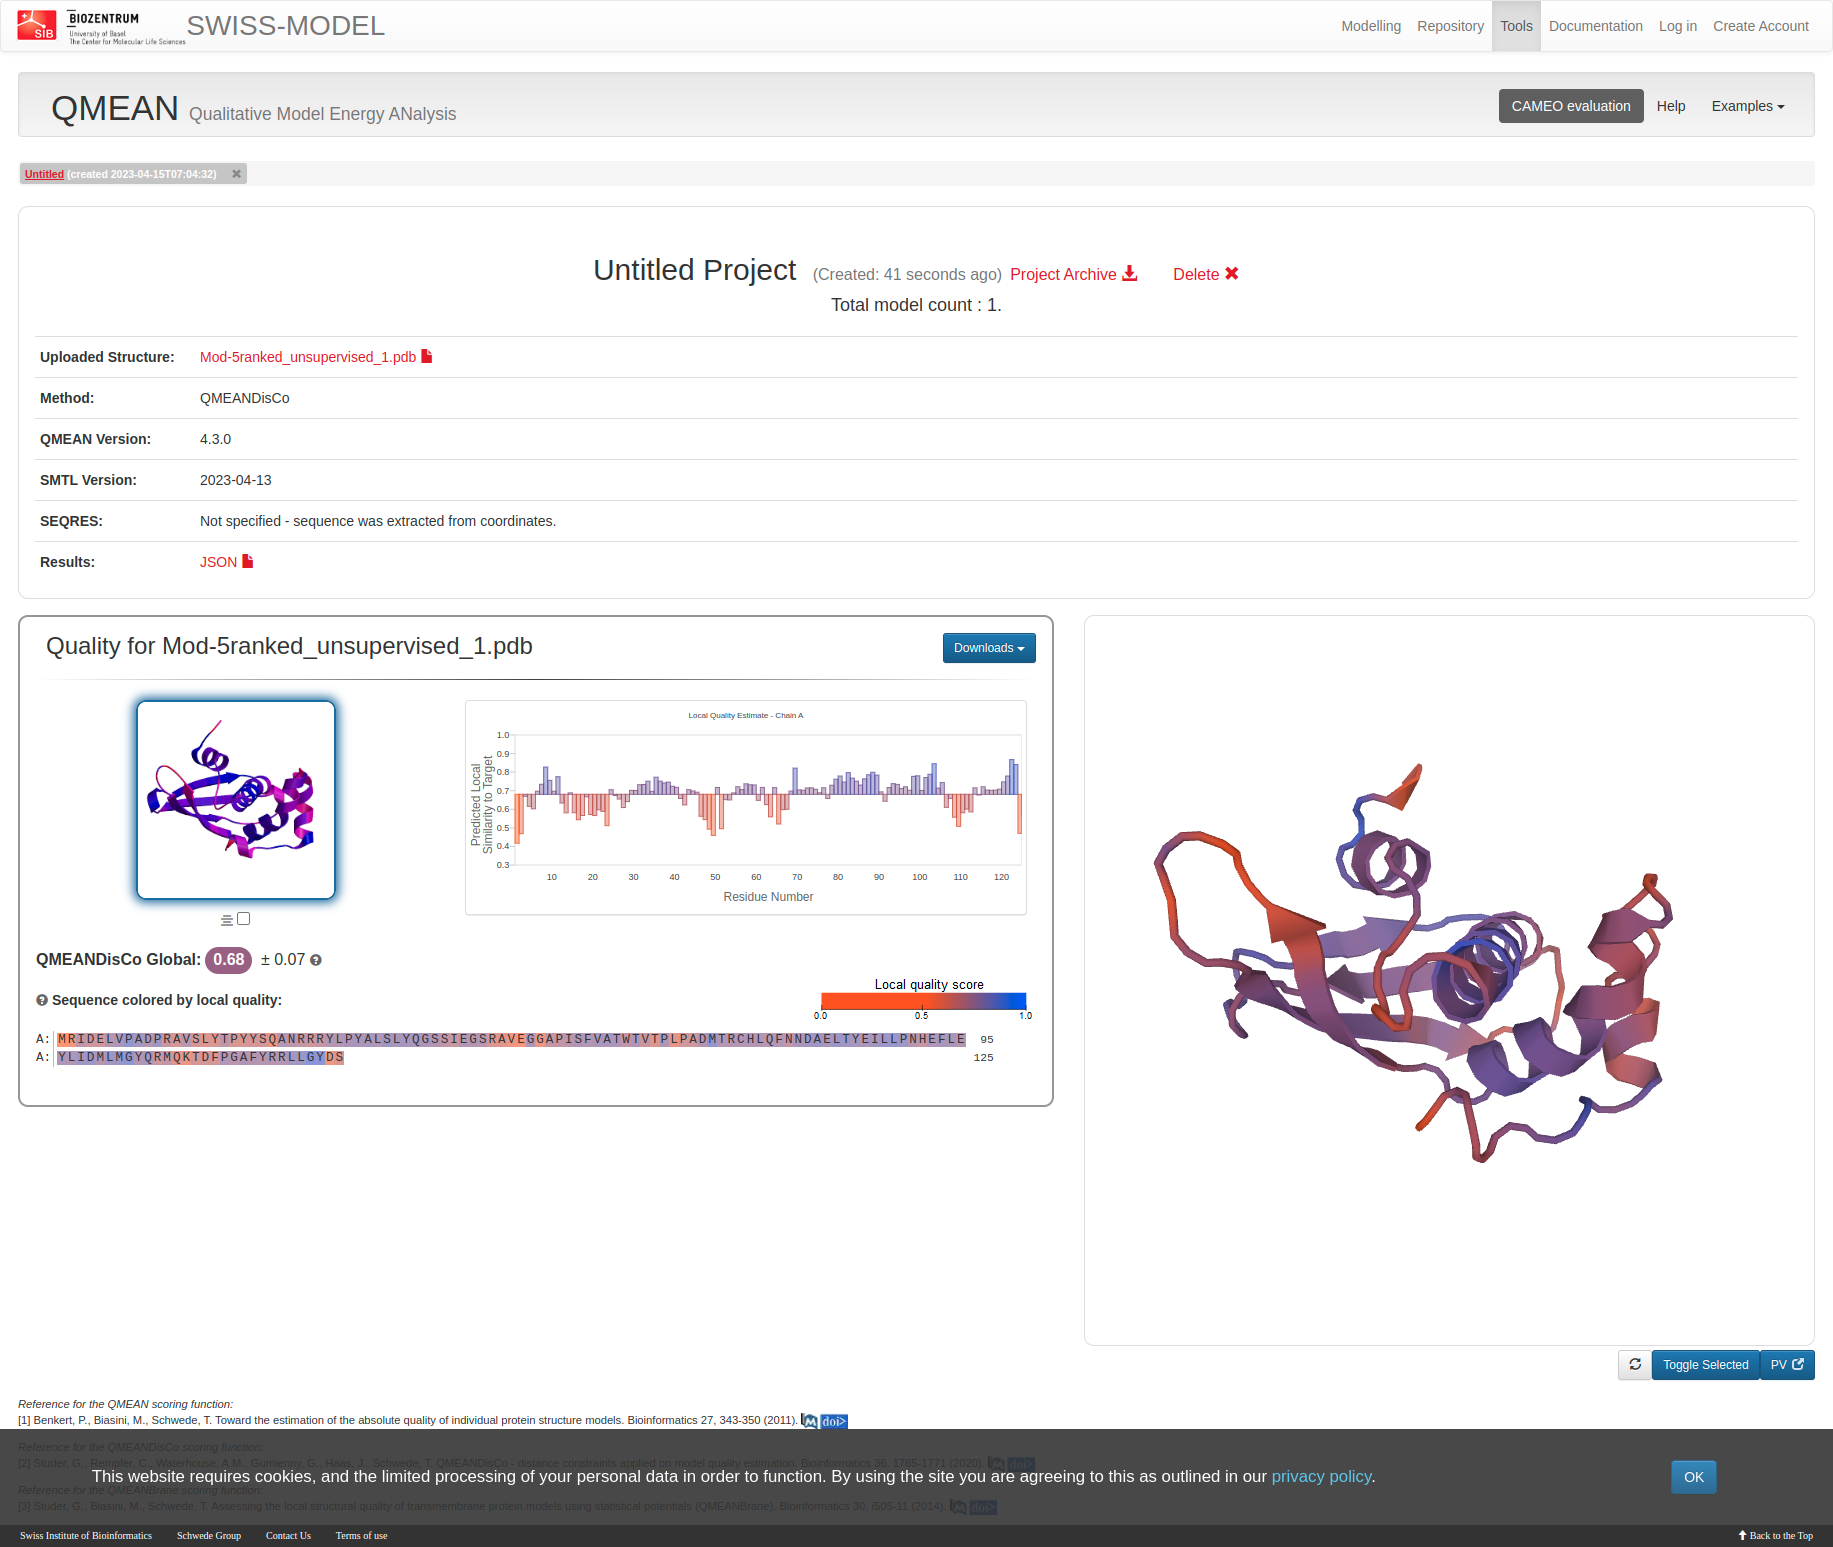 SIB
BIOZENTRUM
University of Basel
The Center for Molecular Life Sciences
SWISS-MODEL
Modelling Repository Tools Documentation Log in Create Account
QMEAN Qualitative Model Energy ANalysis
CAMEO evaluation Help Examples
Untitled (created 2023-04-15T07:04:32)
Untitled Project (Created: 41 seconds ago) Project Archive Delete
Total model count : 1.
Uploaded Structure: Mod-5ranked_unsupervised_1.pdb
Method: QMEANDisCo
QMEAN Version: 4.3.0
SMTL Version: 2023-04-13
SEQRES: Not specified - sequence was extracted from coordinates.
Results: JSON
Quality for Mod-5ranked_unsupervised_1.pdb
Downloads
Local Quality Estimate - Chain A
Predicted Local
Similarity to Target
1.0
0.9
0.8
0.7
0.6
0.5
0.4
0.3
10 20 30 40 50 60 70 80 90 100 110 120
Residue Number
QMEANDisCo Global: 0.68 ± 0.07
Sequence colored by local quality:
Local quality score
0.0 0.5 1.0
A: MRIDELVPADPRAVSLYTPYYSQANRRRYLPYALSLYQGSSIEGSRAVEGGAPISFVATWTVTPLPADMTRCHLQFNNDAELTYEILLPNHEFLE 95
A: YLIDMLMGYQRMQKTDFPGAFYRRLLGYDS 125
Toggle Selected PV
Reference for the QMEAN scoring function:
[1] Benkert, P., Biasini, M., Schwede, T. Toward the estimation of the absolute quality of individual protein structure models. Bioinformatics 27, 343-350 (2011). M doi>
Reference for the QMEANDisCo scoring function:
[2] Studer, G., Rempfer, C., Waterhouse, A.M., Gumienny, G., Haas, J., Schwede, T. QMEANDisCo - distance constraints applied on model quality estimation. Bioinformatics 36, 1765-1771 (2020). M doi>
This website requires cookies, and the limited processing of your personal data in order to function. By using the site you are agreeing to this as outlined in our privacy policy.
OK
Reference for the QMEANBrane scoring function:
[3] Studer, G., Biasini, M., Schwede, T. Assessing the local structural quality of transmembrane protein models using statistical potentials (QMEANBrane). Bioinformatics 30, i505-11 (2014). M doi>
Swiss Institute of Bioinformatics Schwede Group Contact Us Terms of use
Back to the Top